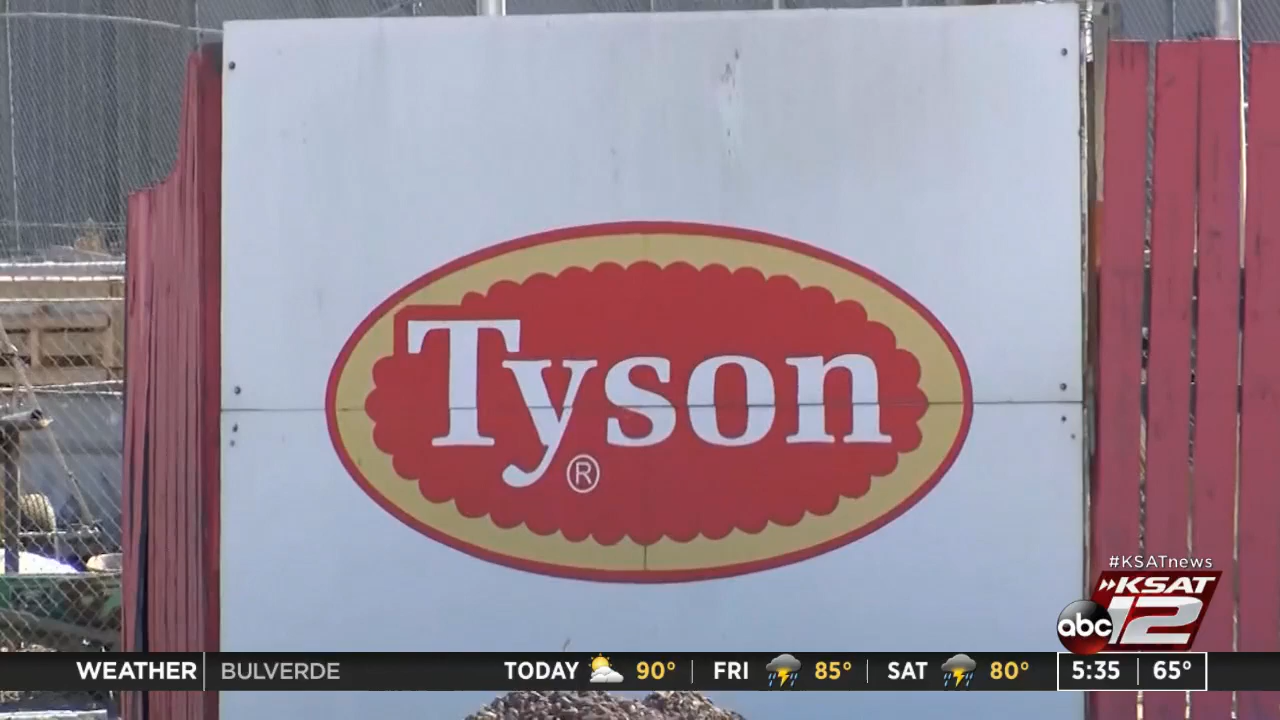 Tyson
®
#KSATnews
KSAT
abc 12
WEATHER BULVERDE TODAY 90° FRI 85° SAT 80° 5:35 65°